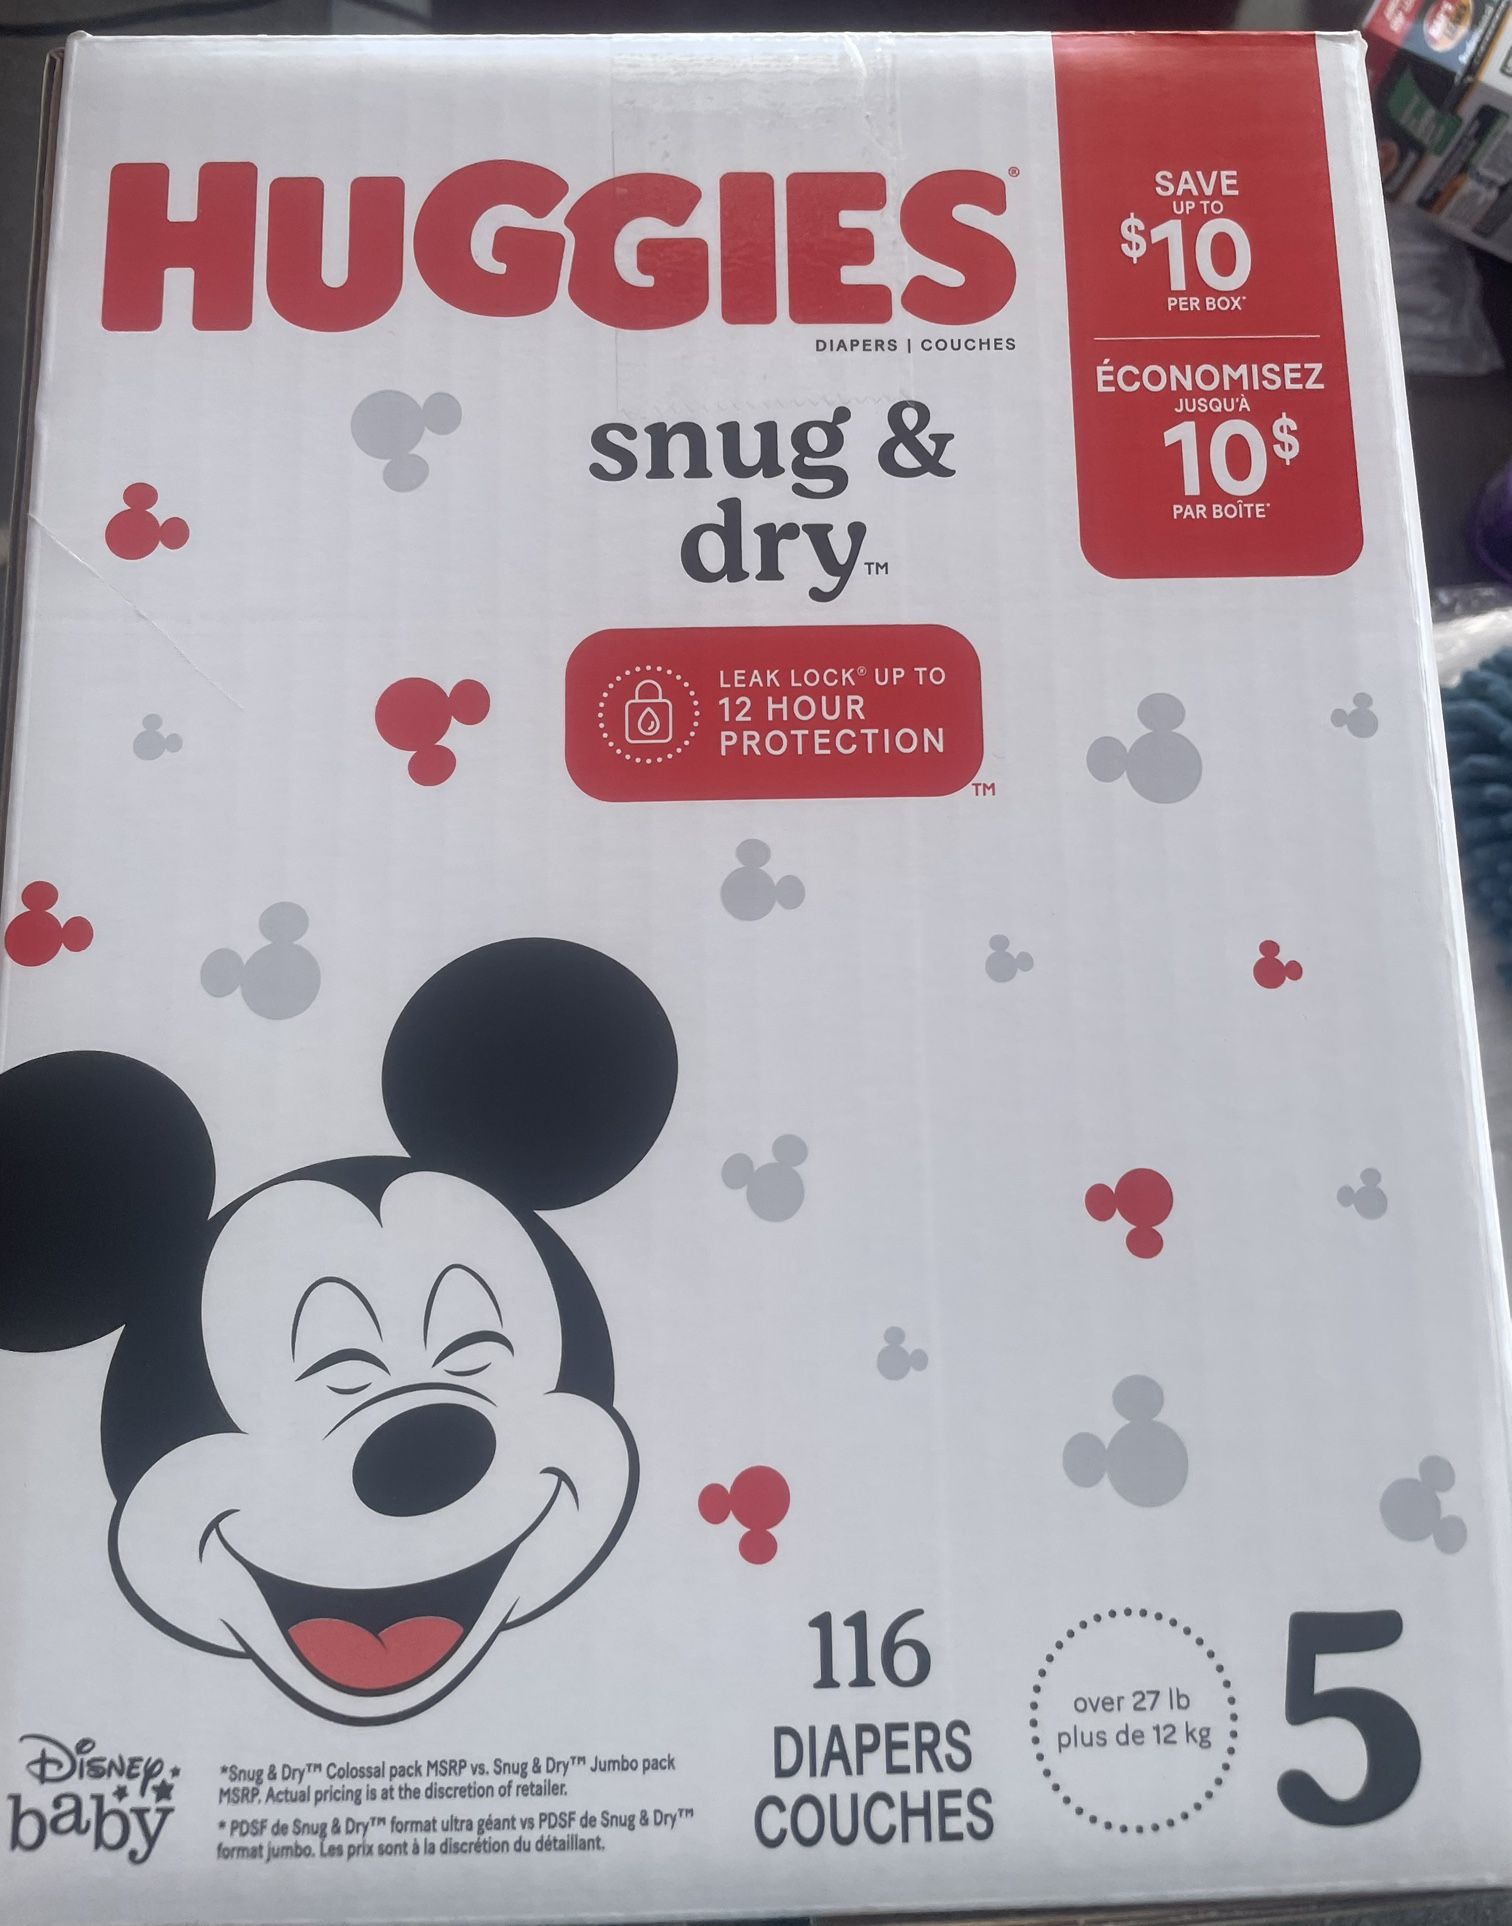 HUGGIES®
DIAPERS | COUCHES
SAVE
UP TO
$10
PER BOX*
ÉCONOMISEZ
JUSQU'À
10$
PAR BOÎTE*
snug &
dry™
LEAK LOCK® UP TO
12 HOUR
PROTECTION
™
116
DIAPERS
COUCHES
over 27 lb
plus de 12 kg
5
Disney
baby
*Snug & Dry™ Colossal pack MSRP vs. Snug & Dry™ Jumbo pack
MSRP. Actual pricing is at the discretion of retailer.
* PDSF de Snug & Dry™ format ultra géant vs PDSF de Snug & Dry™
format jumbo. Les prix sont à la discrétion du détaillant.